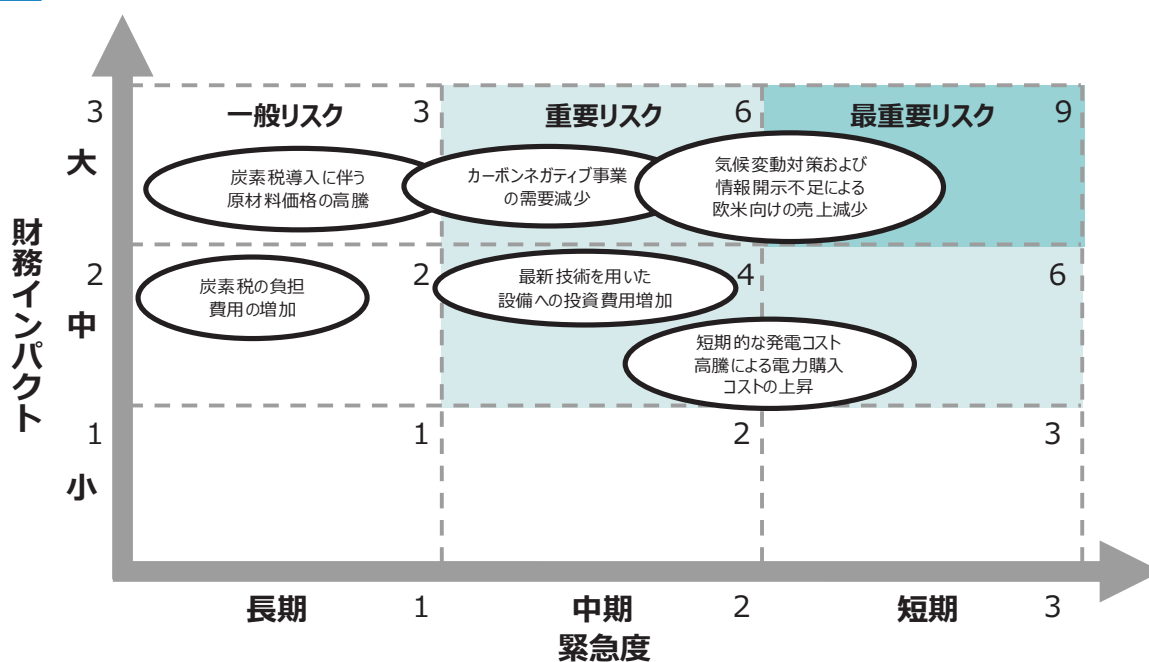 財務インパクト
3
大
2
中
1
小
一般リスク
3
重要リスク
6
最重要リスク
9
炭素税導入に伴う
原材料価格の高騰
カーボンネガティブ事業
の需要減少
気候変動対策および
情報開示不足による
欧米向けの売上減少
2
4
6
炭素税の負担
費用の増加
最新技術を用いた
設備への投資費用増加
短期的な発電コスト
高騰による電力購入
コストの上昇
1
2
3
長期
1
中期
2
短期
3
緊急度